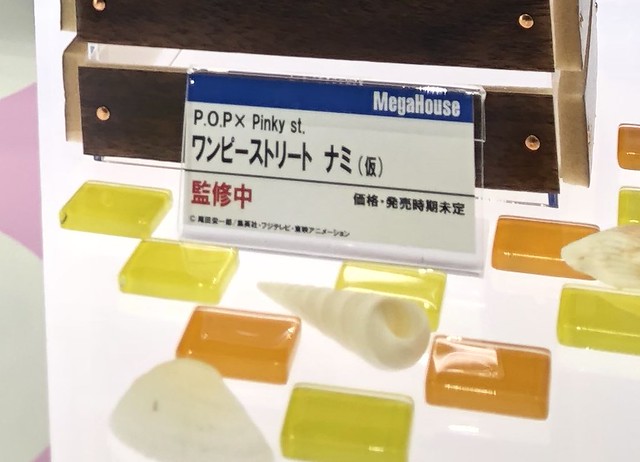 MegaHouse
P.O.P× Pinky st.
ワンピーストリート ナミ(仮)
監修中
価格・発売時期未定
©尾田栄一郎/集英社・フジテレビ・東映アニメーション